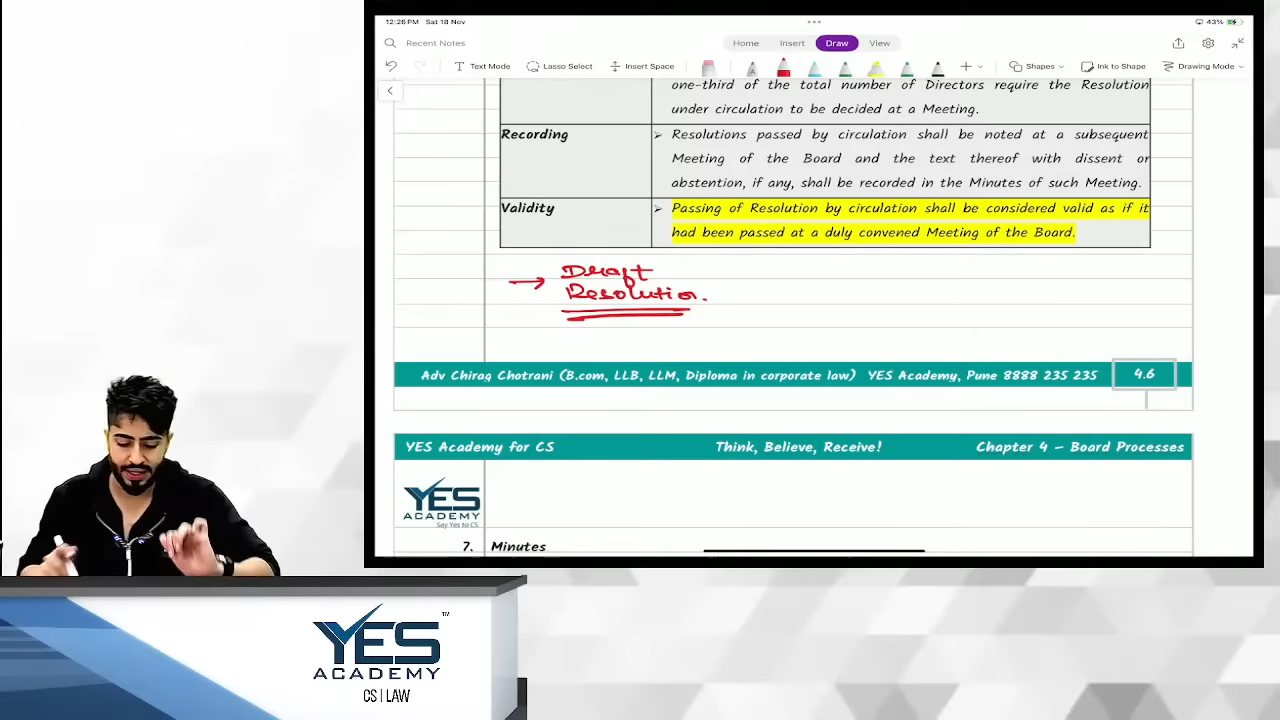 12:26 PM Sat 18 Nov
43%
Recent Notes
Home Insert Draw View
Text Mode Lasso Select Insert Space Shapes Ink to Shape Drawing Mode
one-third of the total number of Directors require the Resolution
under circulation to be decided at a Meeting.
Recording
➢ Resolutions passed by circulation shall be noted at a subsequent
Meeting of the Board and the text thereof with dissent or
abstention, if any, shall be recorded in the Minutes of such Meeting.
Validity
➢ Passing of Resolution by circulation shall be considered valid as if it
had been passed at a duly convened Meeting of the Board.
→ Draft
Resolution.
Adv Chirag Chotrani (B.com, LLB, LLM, Diploma in corporate law) YES Academy, Pune 8888 235 235
4.6
YES Academy for CS Think, Believe, Receive! Chapter 4 – Board Processes
YES
ACADEMY
Say Yes to CS
7. Minutes
YES™
ACADEMY
CS | LAW